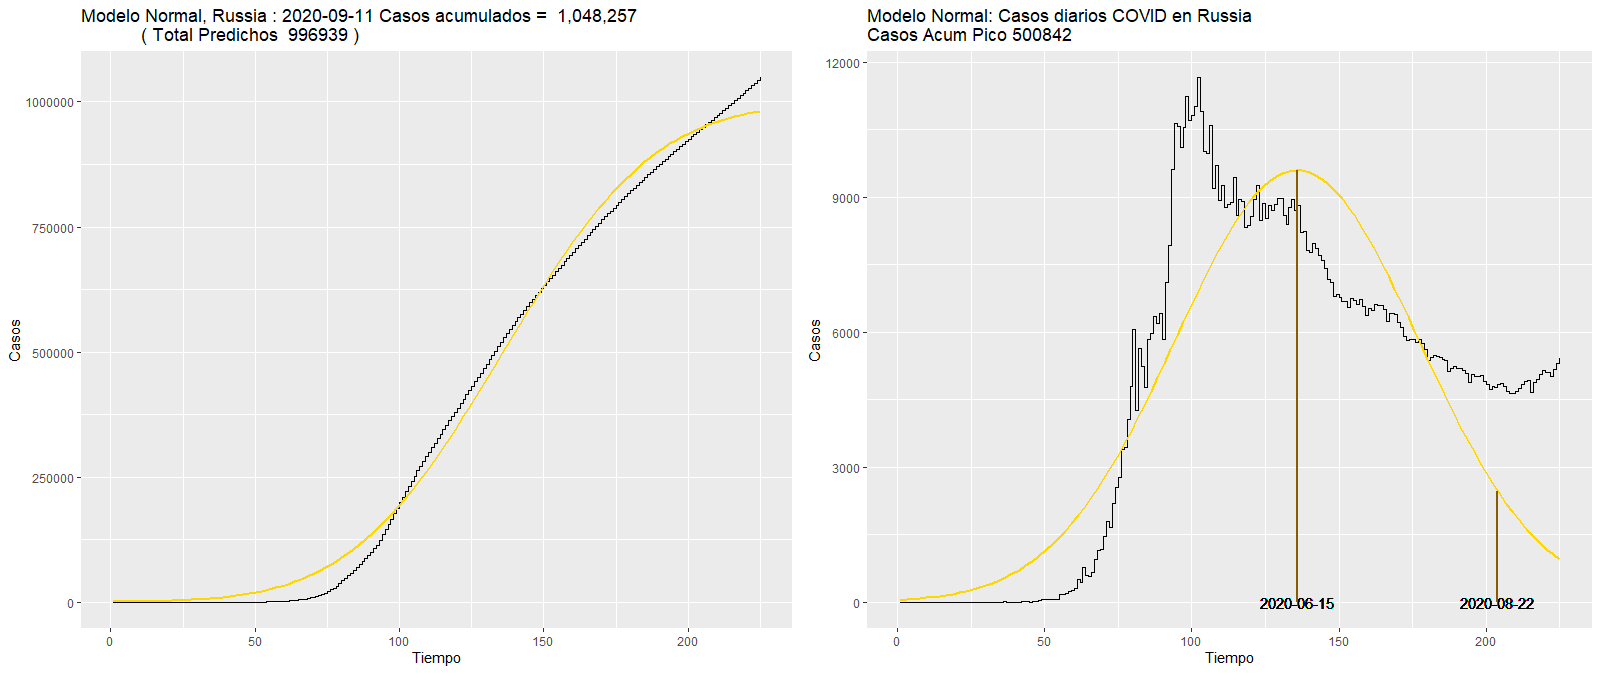 Modelo Normal, Russia : 2020-09-11 Casos acumulados =  1,048,257
( Total Predichos  996939 )
Casos
1000000
750000
500000
250000
0
0 50 100 150 200
Tiempo
Modelo Normal: Casos diarios COVID en Russia
Casos Acum Pico 500842
Casos
12000
9000
6000
3000
0
2020-06-15 2020-08-22
0 50 100 150 200
Tiempo